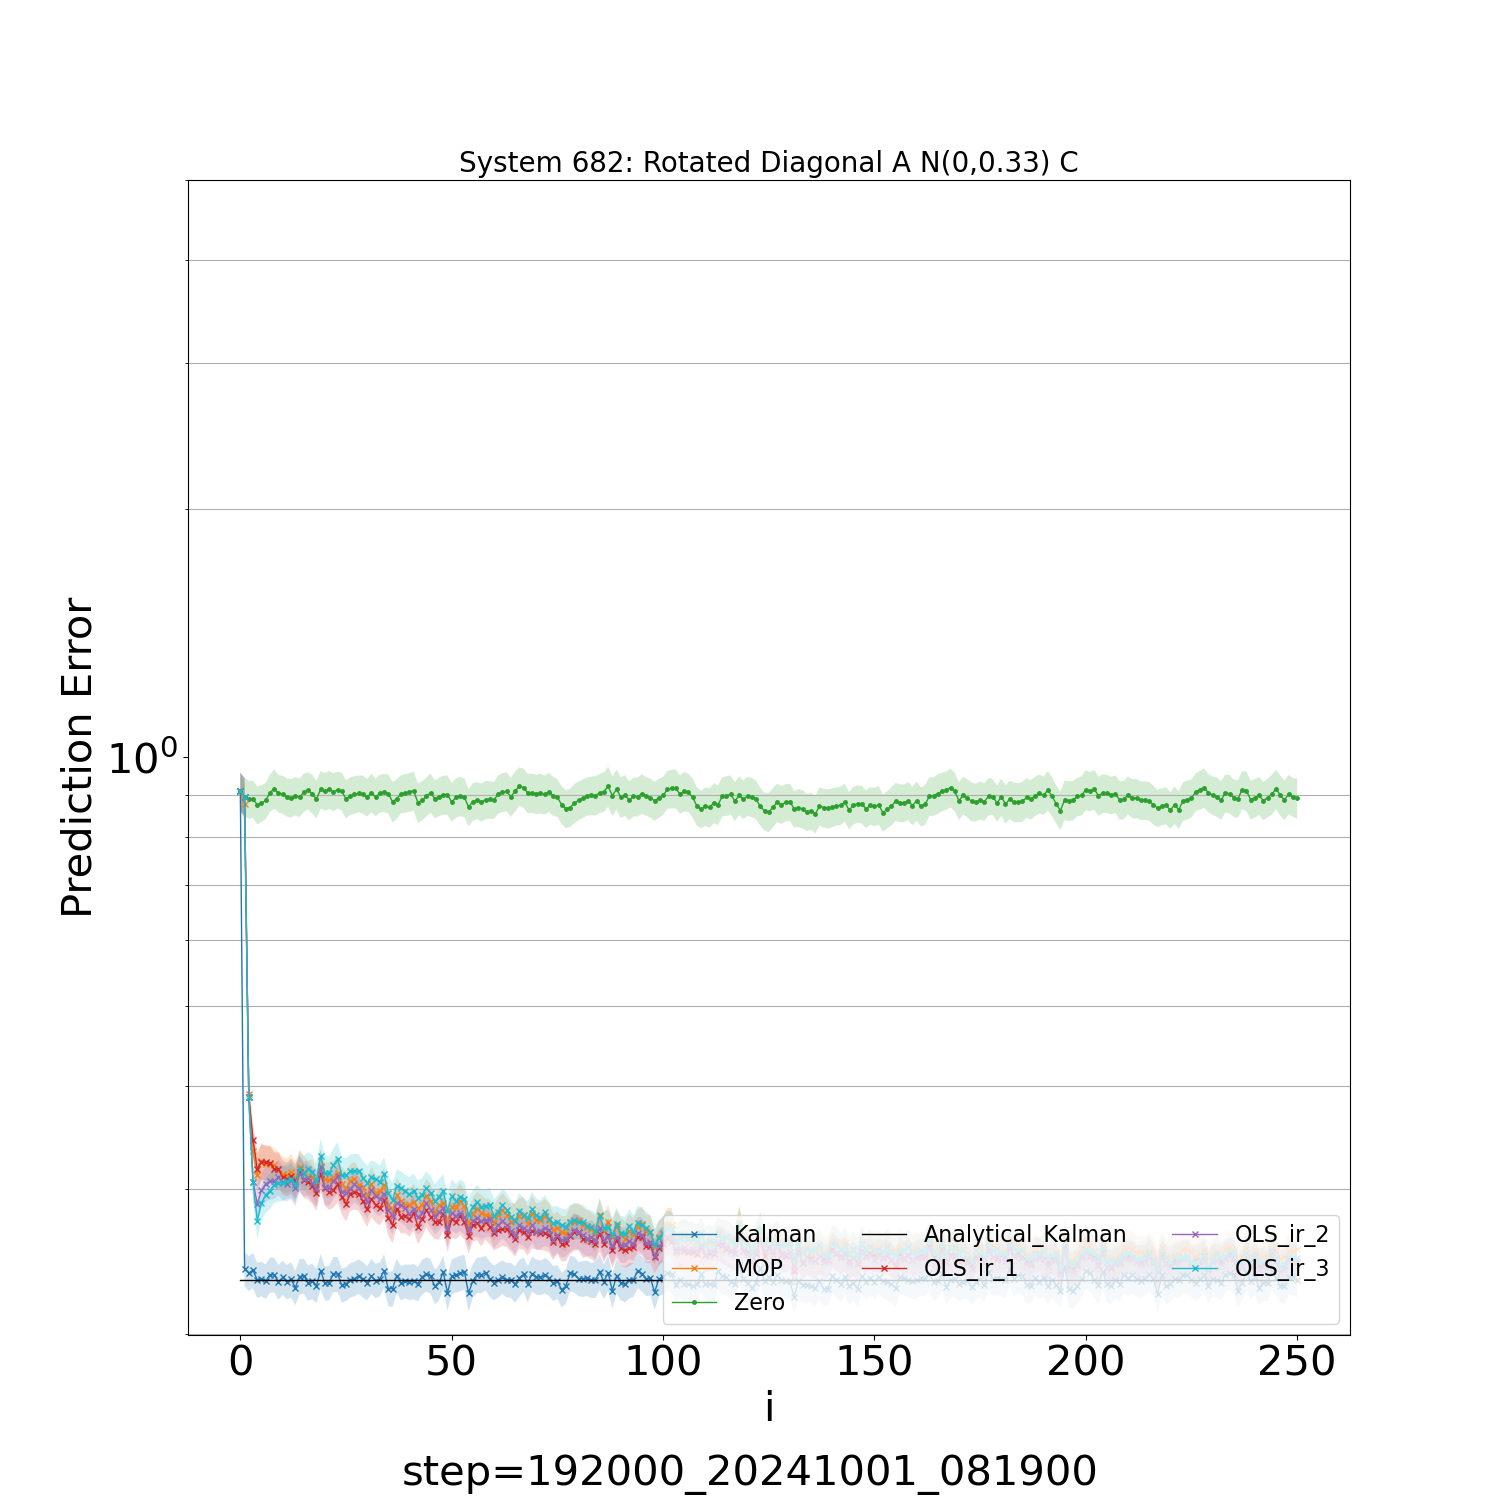 System 682: Rotated Diagonal A N(0,0.33) C
Prediction Error
10⁰
Kalman
MOP
Zero
Analytical_Kalman
OLS_ir_1
OLS_ir_2
OLS_ir_3
0 50 100 150 200 250
i
step=192000_20241001_081900